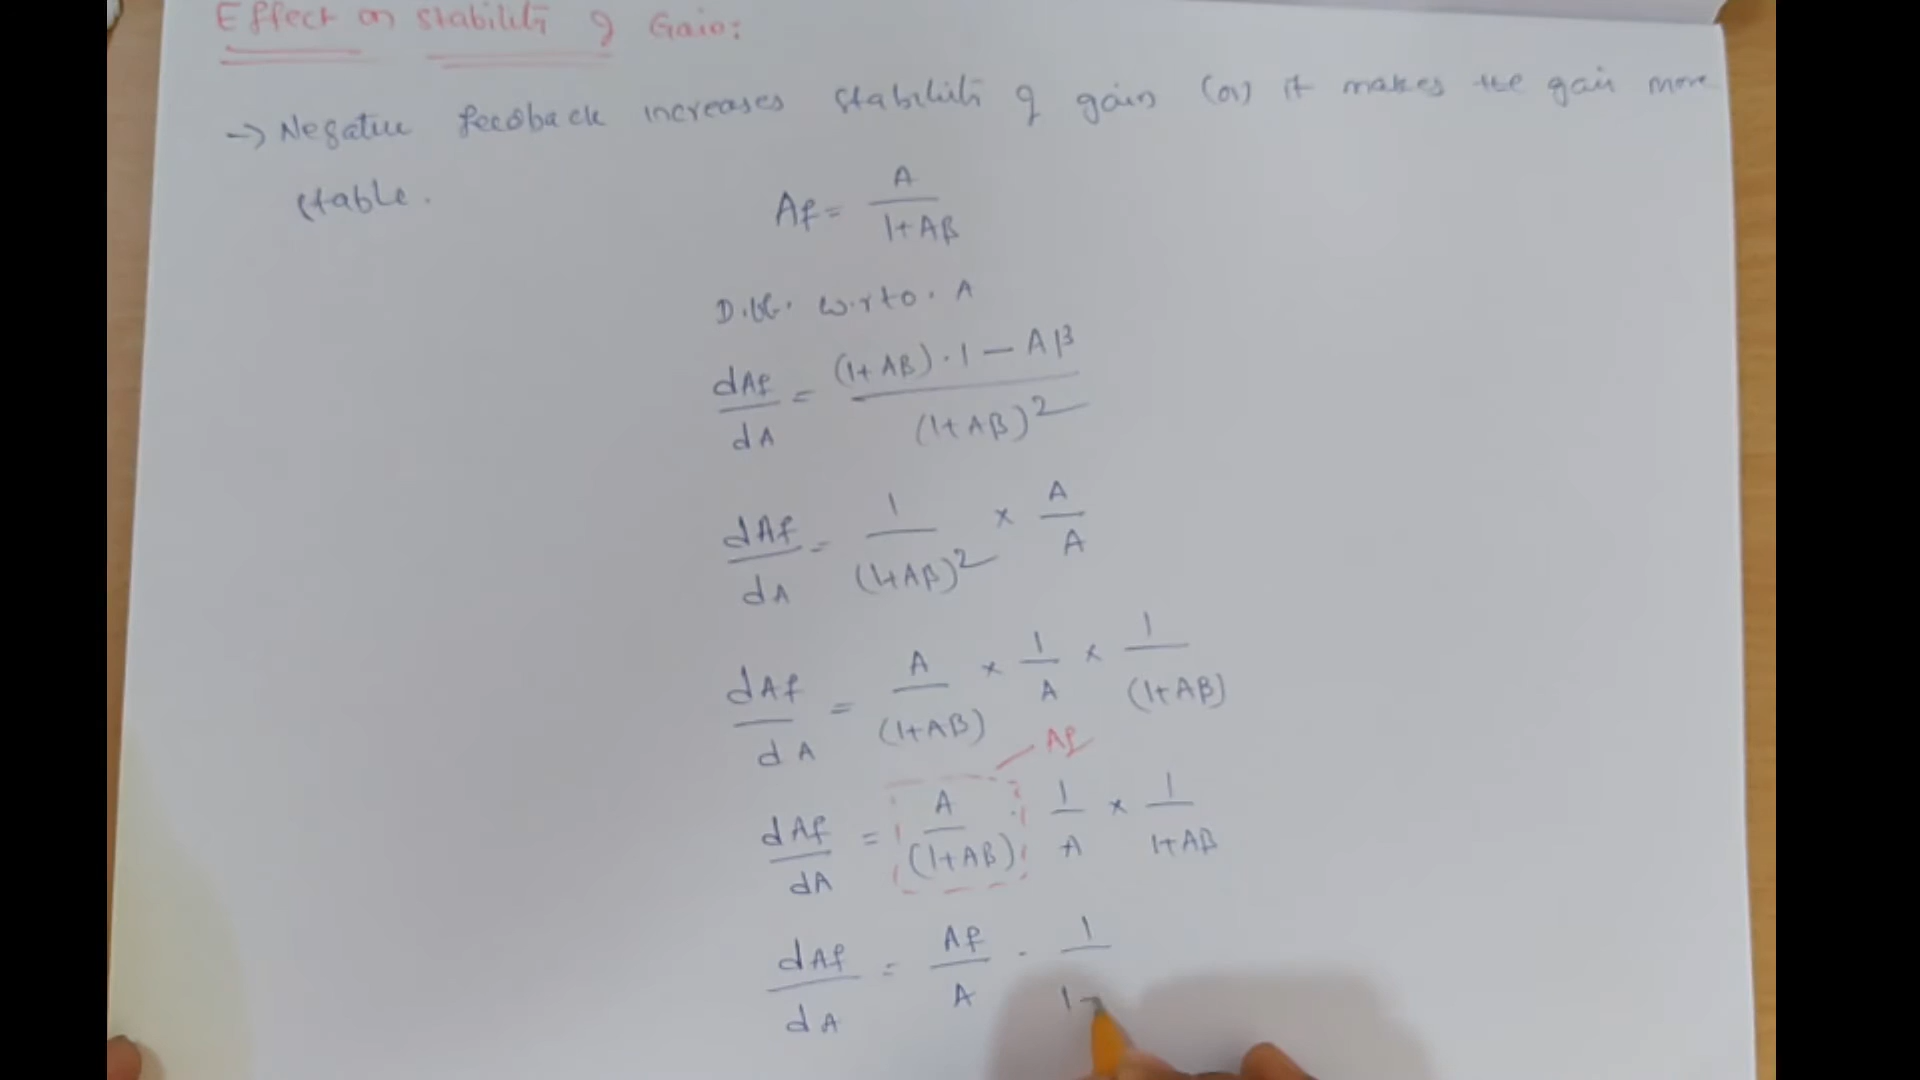 Effect on stability of Gain:
→ Negative feedback increases stability of gain (or) it makes the gain more
stable.
Af = A / (1+Aβ)
Diff. w.r.to. A
dAf/dA = ((1+Aβ)·1 − Aβ) / (1+Aβ)²
dAf/dA = 1/(1+Aβ)² × A/A
dAf/dA = A/(1+Aβ) × 1/A × 1/(1+Aβ)
Af
dAf/dA = A/(1+Aβ) · 1/A × 1/(1+Aβ)
dAf/dA = Af/A · 1/1